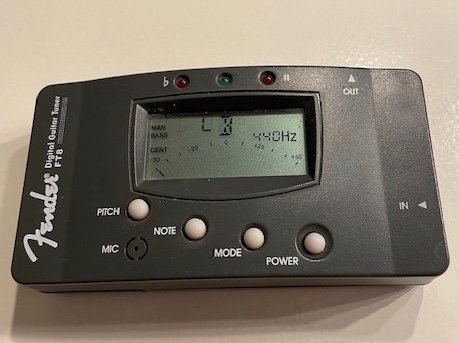 ♭
#
OUT
MAN
BASS
440Hz
CENT
-50 -20 0 +20 +50
Fender
Digital Guitar Tuner
FT8
IN
PITCH
NOTE
MIC
MODE
POWER